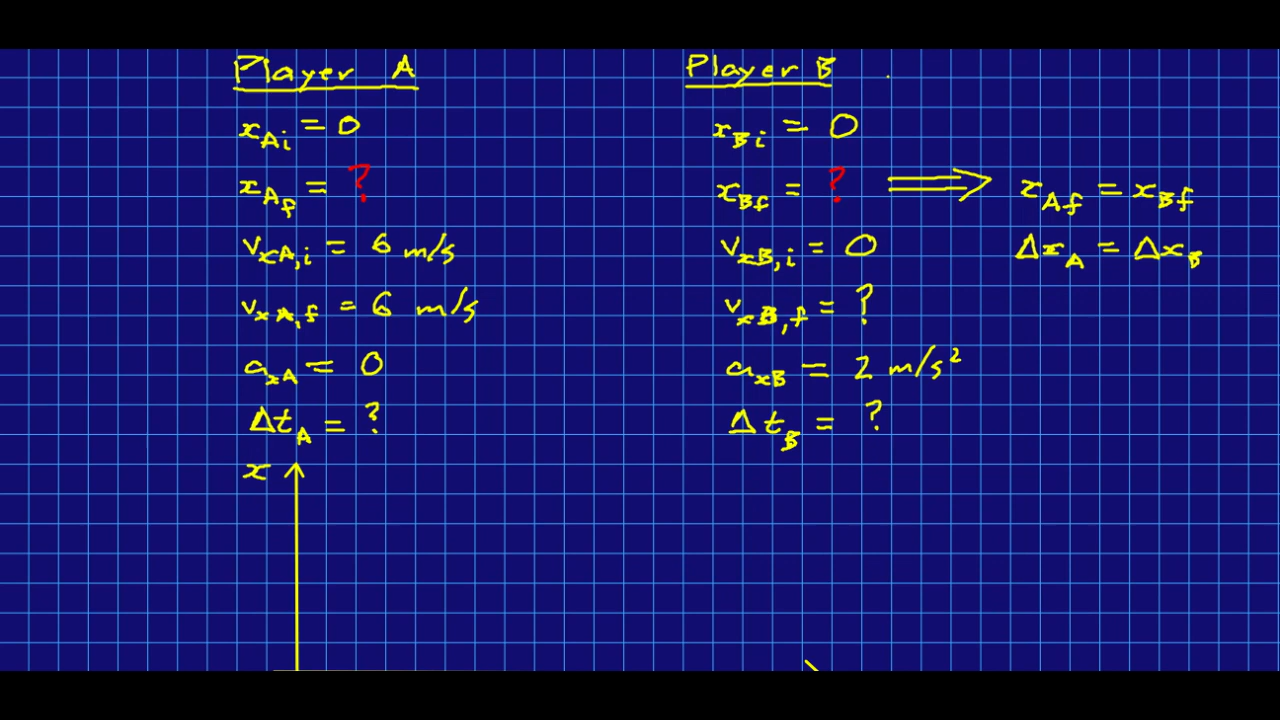 Player A
x_Ai = 0
x_Af = ?
v_xA,i = 6 m/s
v_xA,f = 6 m/s
a_xA = 0
Δt_A = ?
x
Player B
x_Bi = 0
x_Bf = ? ⟹ x_Af = x_Bf
v_xB,i = 0 Δx_A = Δx_B
v_xB,f = ?
a_xB = 2 m/s²
Δt_B = ?